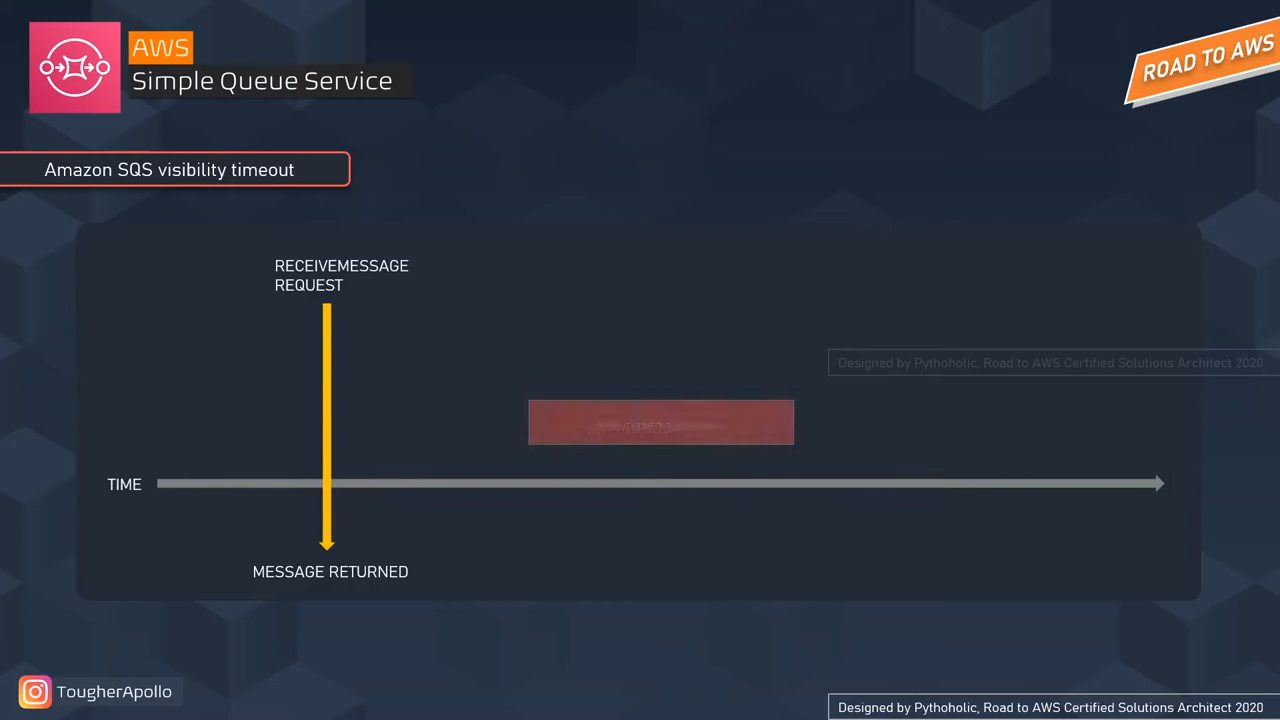 AWS
Simple Queue Service
ROAD TO AWS
Amazon SQS visibility timeout
RECEIVEMESSAGE
REQUEST
Designed by Pythoholic, Road to AWS Certified Solutions Architect 2020
TIME
MESSAGE RETURNED
TougherApollo
Designed by Pythoholic, Road to AWS Certified Solutions Architect 2020